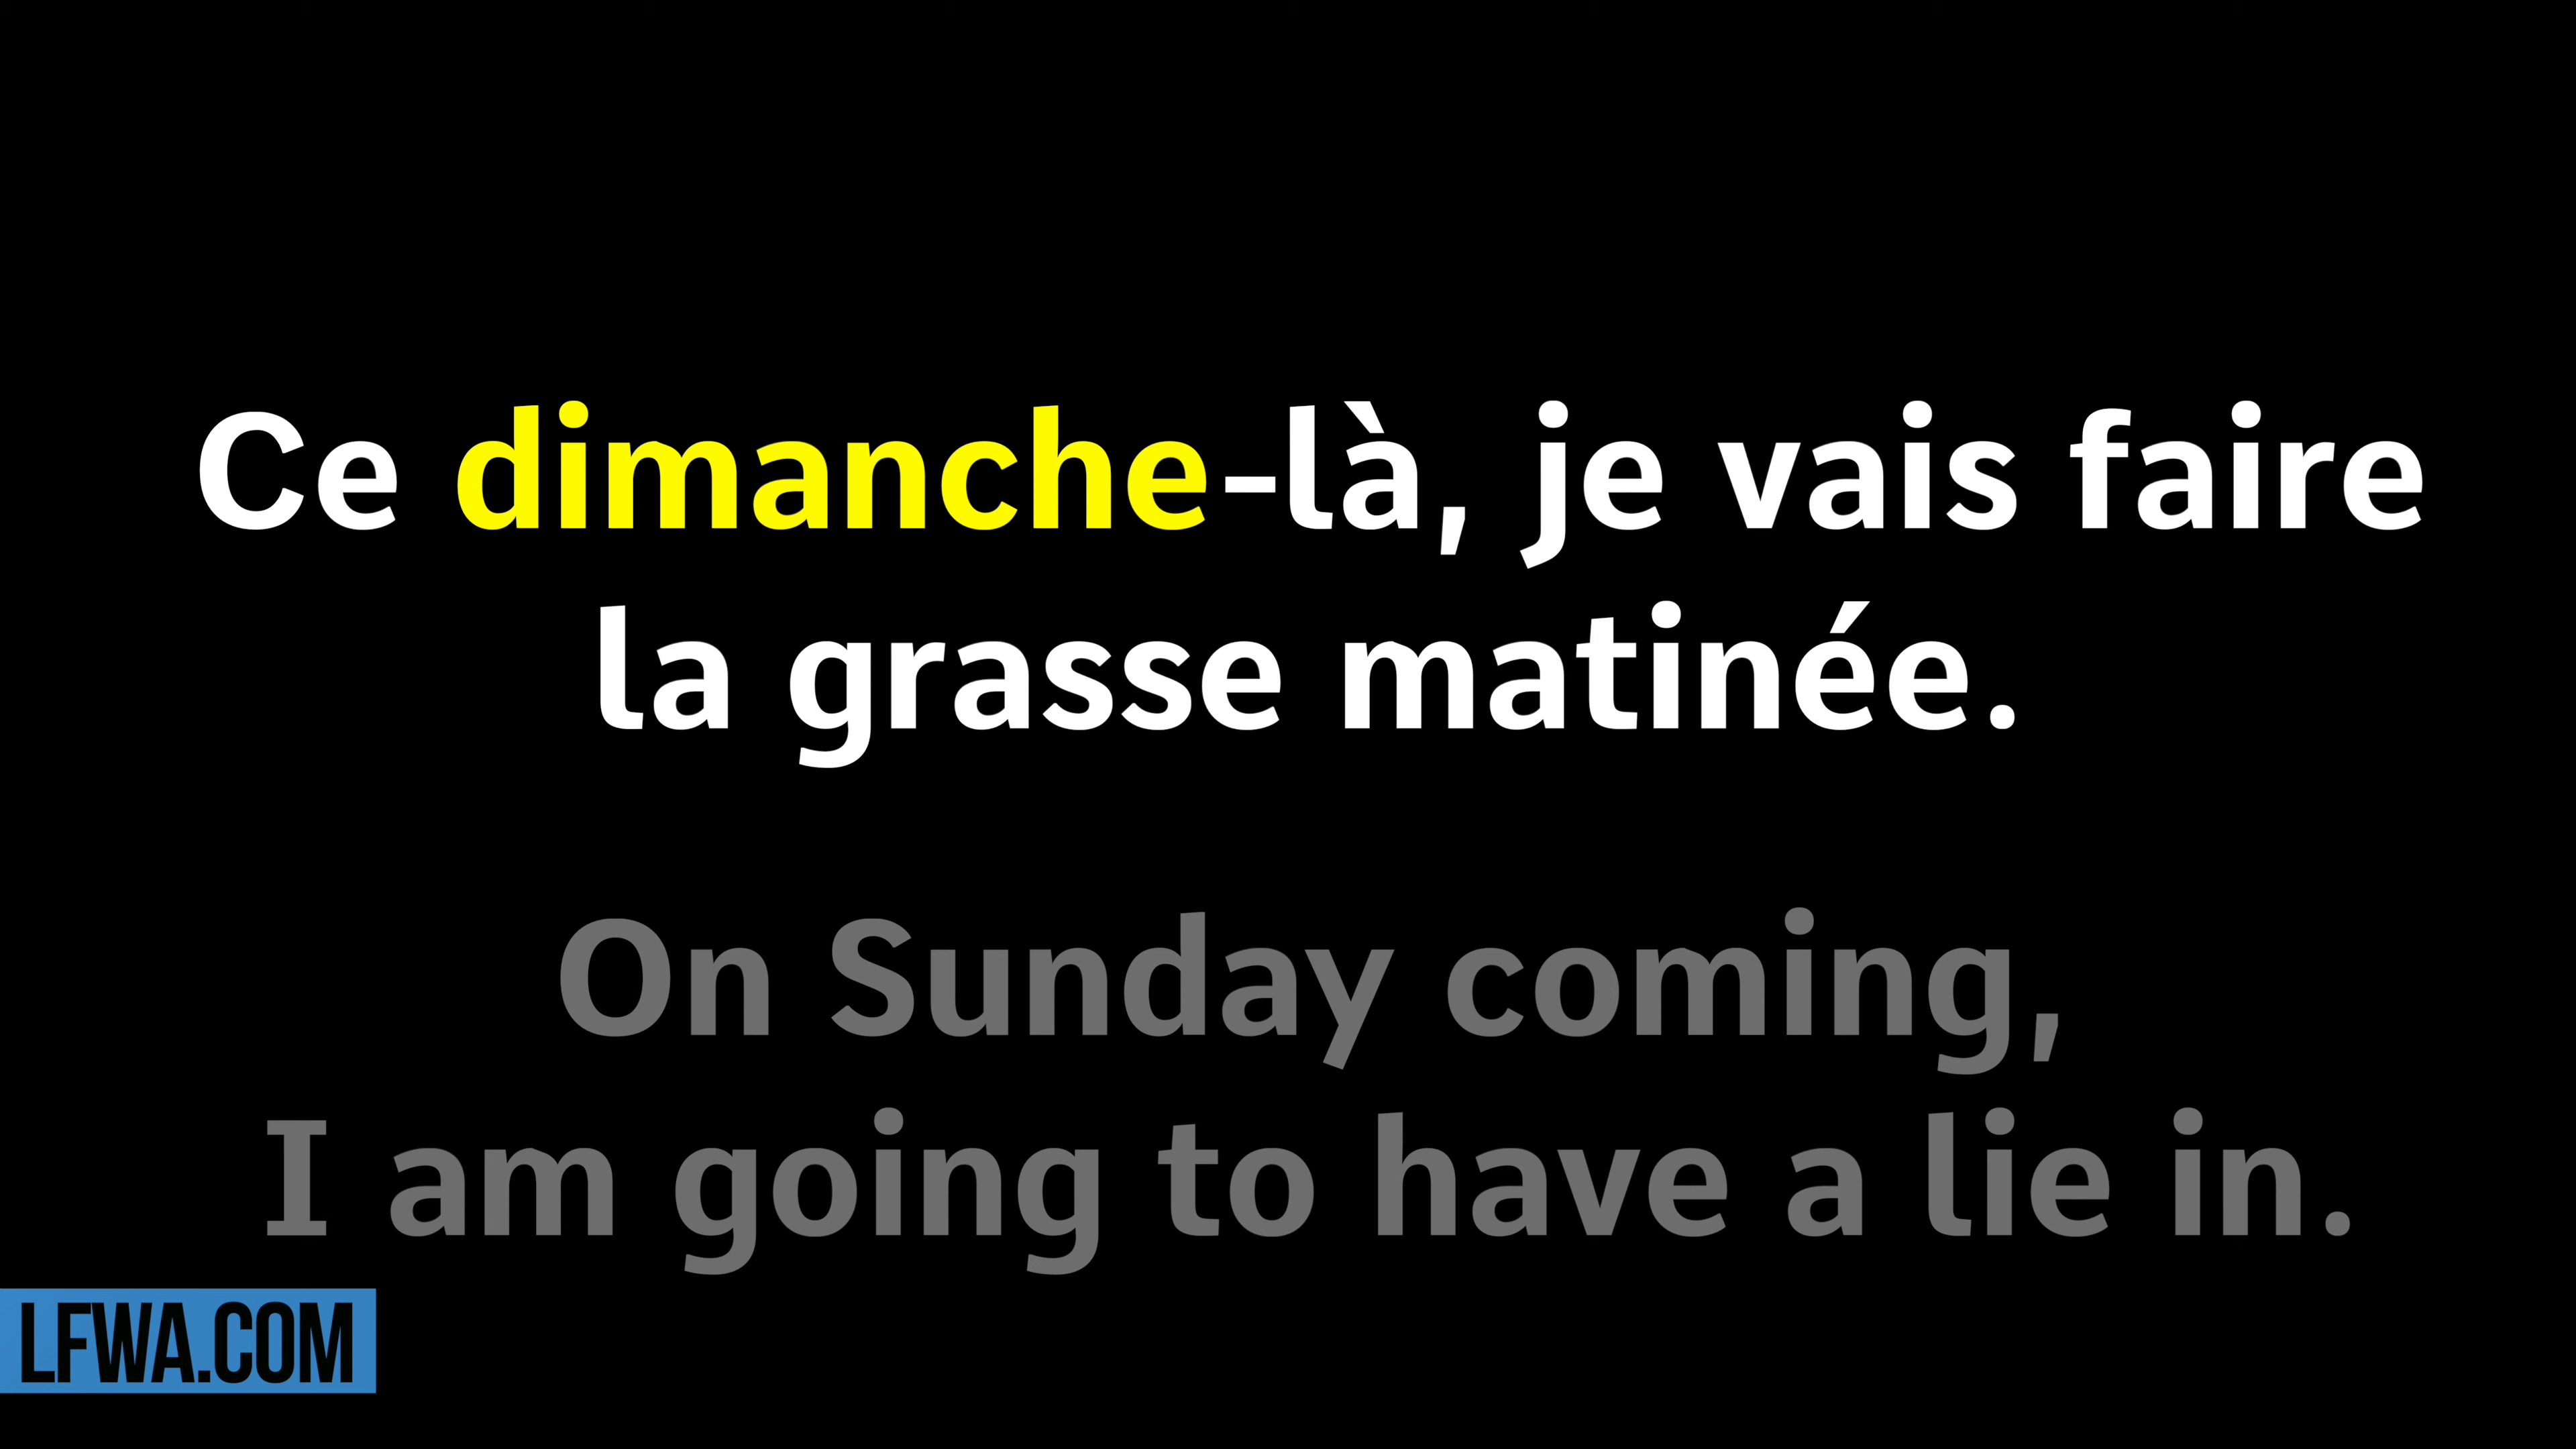 Ce dimanche-là, je vais faire
la grasse matinée.
On Sunday coming,
I am going to have a lie in.
LFWA.COM